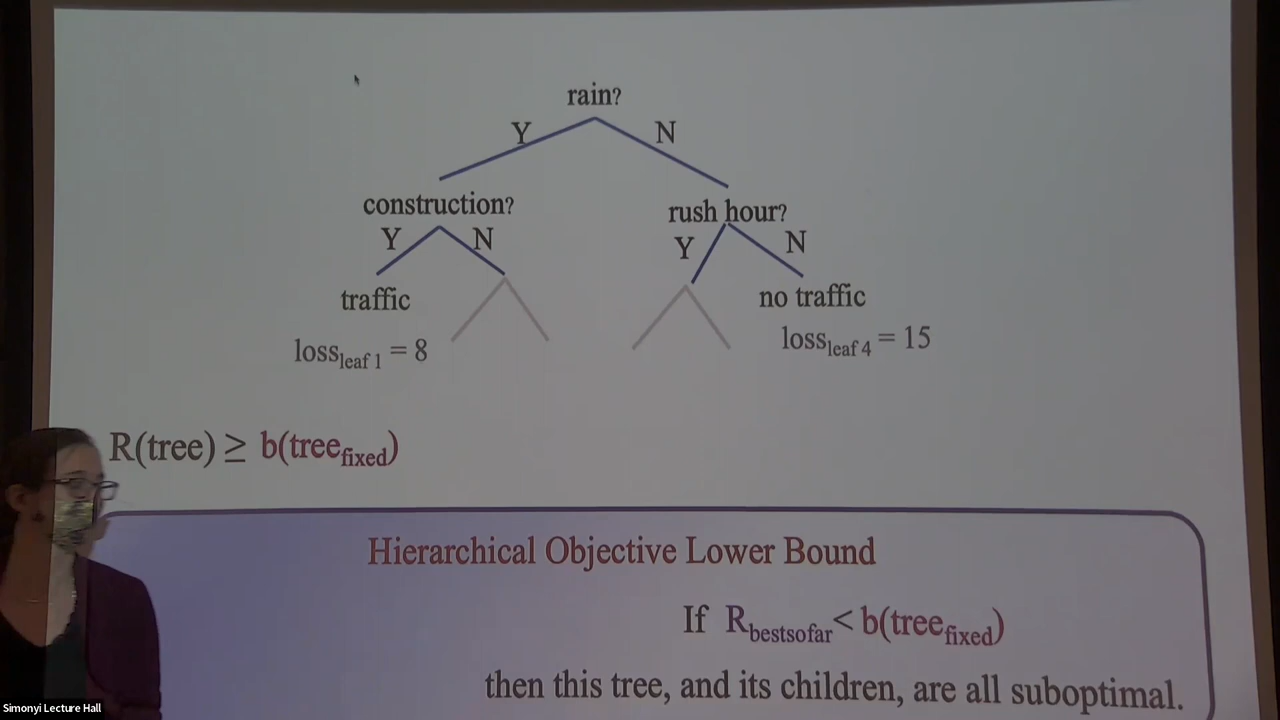 rain?
Y N
construction? rush hour?
Y N Y N
traffic no traffic
loss_leaf 1 = 8 loss_leaf 4 = 15
R(tree) ≥ b(tree_fixed)
Hierarchical Objective Lower Bound
If R_bestsofar < b(tree_fixed)
then this tree, and its children, are all suboptimal.
Simonyi Lecture Hall